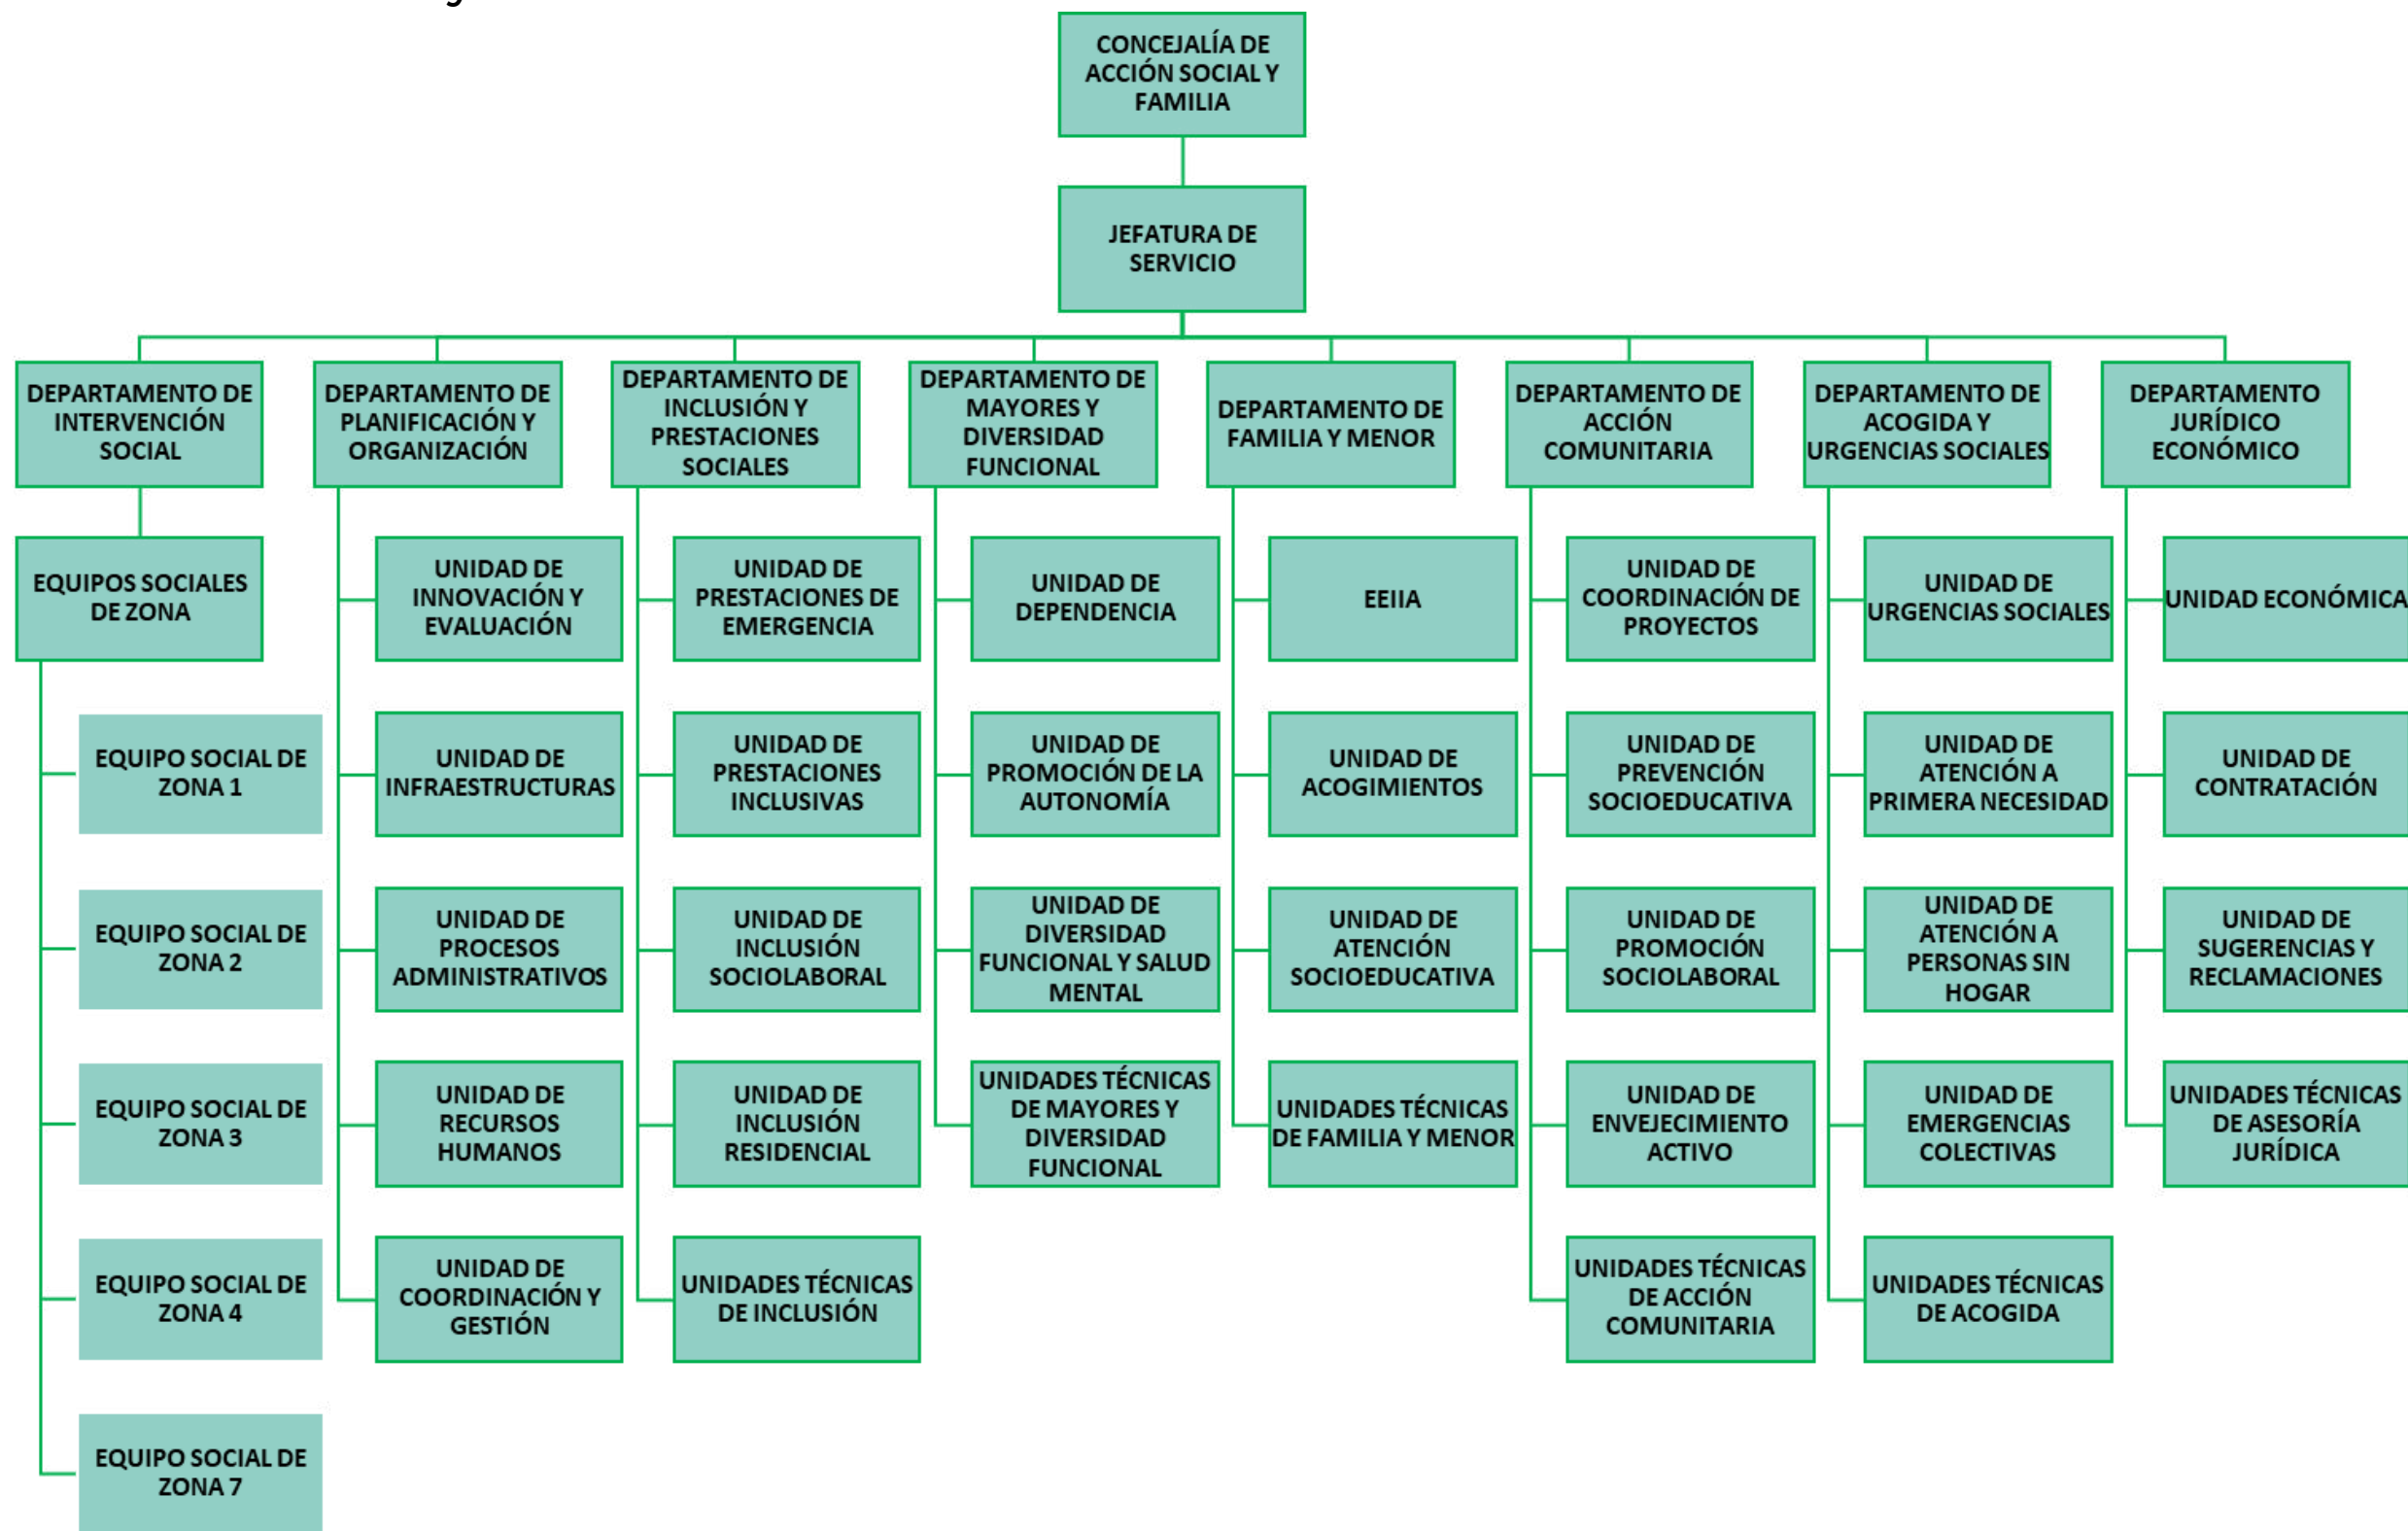 CONCEJALÍA DE
ACCIÓN SOCIAL Y
FAMILIA
JEFATURA DE
SERVICIO
DEPARTAMENTO DE
INTERVENCIÓN
SOCIAL
EQUIPOS SOCIALES
DE ZONA
EQUIPO SOCIAL DE
ZONA 1
EQUIPO SOCIAL DE
ZONA 2
EQUIPO SOCIAL DE
ZONA 3
EQUIPO SOCIAL DE
ZONA 4
EQUIPO SOCIAL DE
ZONA 7
DEPARTAMENTO DE
PLANIFICACIÓN Y
ORGANIZACIÓN
UNIDAD DE
INNOVACIÓN Y
EVALUACIÓN
UNIDAD DE
INFRAESTRUCTURAS
UNIDAD DE
PROCESOS
ADMINISTRATIVOS
UNIDAD DE
RECURSOS
HUMANOS
UNIDAD DE
COORDINACIÓN Y
GESTIÓN
DEPARTAMENTO DE
INCLUSIÓN Y
PRESTACIONES
SOCIALES
UNIDAD DE
PRESTACIONES DE
EMERGENCIA
UNIDAD DE
PRESTACIONES
INCLUSIVAS
UNIDAD DE
INCLUSIÓN
SOCIOLABORAL
UNIDAD DE
INCLUSIÓN
RESIDENCIAL
UNIDADES TÉCNICAS
DE INCLUSIÓN
DEPARTAMENTO DE
MAYORES Y
DIVERSIDAD
FUNCIONAL
UNIDAD DE
DEPENDENCIA
UNIDAD DE
PROMOCIÓN DE LA
AUTONOMÍA
UNIDAD DE
DIVERSIDAD
FUNCIONAL Y SALUD
MENTAL
UNIDADES TÉCNICAS
DE MAYORES Y
DIVERSIDAD
FUNCIONAL
DEPARTAMENTO DE
FAMILIA Y MENOR
EEIIA
UNIDAD DE
ACOGIMIENTOS
UNIDAD DE
ATENCIÓN
SOCIOEDUCATIVA
UNIDADES TÉCNICAS
DE FAMILIA Y MENOR
DEPARTAMENTO DE
ACCIÓN
COMUNITARIA
UNIDAD DE
COORDINACIÓN DE
PROYECTOS
UNIDAD DE
PREVENCIÓN
SOCIOEDUCATIVA
UNIDAD DE
PROMOCIÓN
SOCIOLABORAL
UNIDAD DE
ENVEJECIMIENTO
ACTIVO
UNIDADES TÉCNICAS
DE ACCIÓN
COMUNITARIA
DEPARTAMENTO DE
ACOGIDA Y
URGENCIAS SOCIALES
UNIDAD DE
URGENCIAS SOCIALES
UNIDAD DE
ATENCIÓN A
PRIMERA NECESIDAD
UNIDAD DE
ATENCIÓN A
PERSONAS SIN
HOGAR
UNIDAD DE
EMERGENCIAS
COLECTIVAS
UNIDADES TÉCNICAS
DE ACOGIDA
DEPARTAMENTO
JURÍDICO
ECONÓMICO
UNIDAD ECONÓMICA
UNIDAD DE
CONTRATACIÓN
UNIDAD DE
SUGERENCIAS Y
RECLAMACIONES
UNIDADES TÉCNICAS
DE ASESORÍA
JURÍDICA